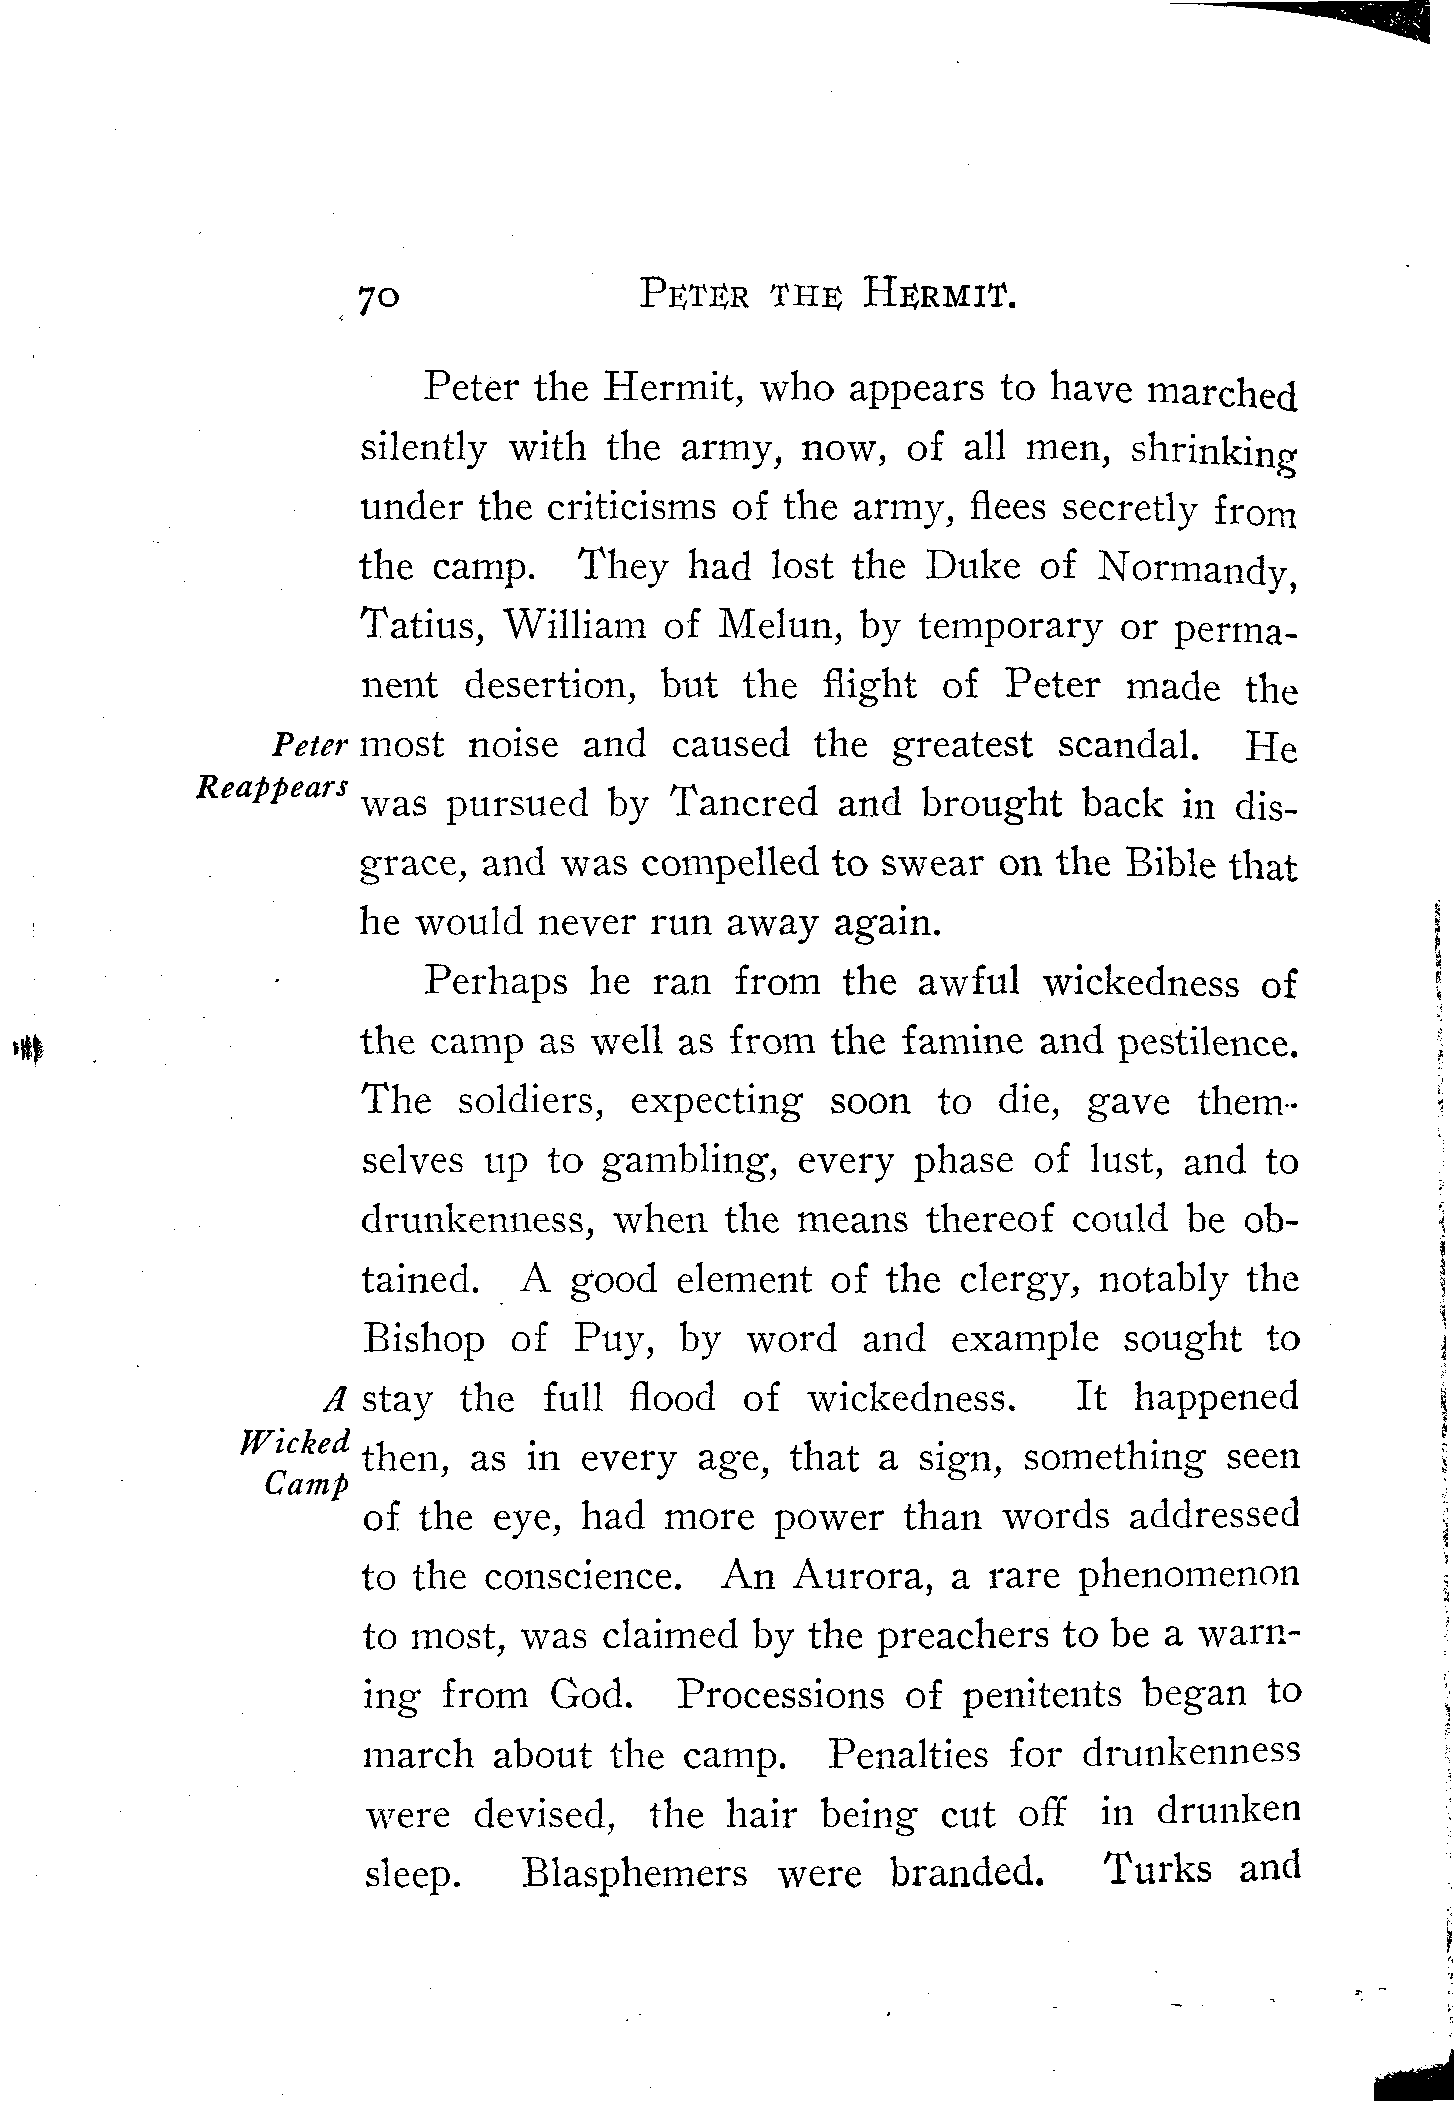 70 PETER THE HERMIT.
Peter the Hermit, who appears to have marched
silently with the army, now, of all men, shrinking
under the criticisms of the army, flees secretly from
the camp. They had lost the Duke of Normandy,
Tatius, William of Melun, by temporary or perma-
nent desertion, but the flight of Peter made the
Peter most noise and caused the greatest scandal. He
Reappears was pursued by Tancred and brought back in dis-
grace, and was compelled to swear on the Bible that
he would never run away again.
Perhaps he ran from the awful wickedness of
the camp as well as from the famine and pestilence.
The soldiers, expecting soon to die, gave them-
selves up to gambling, every phase of lust, and to
drunkenness, when the means thereof could be ob-
tained. A good element of the clergy, notably the
Bishop of Puy, by word and example sought to
A stay the full flood of wickedness. It happened
Wicked then, as in every age, that a sign, something seen
Camp
of the eye, had more power than words addressed
to the conscience. An Aurora, a rare phenomenon
to most, was claimed by the preachers to be a warn-
ing from God. Processions of penitents began to
march about the camp. Penalties for drunkenness
were devised, the hair being cut off in drunken
sleep. Blasphemers were branded. Turks and